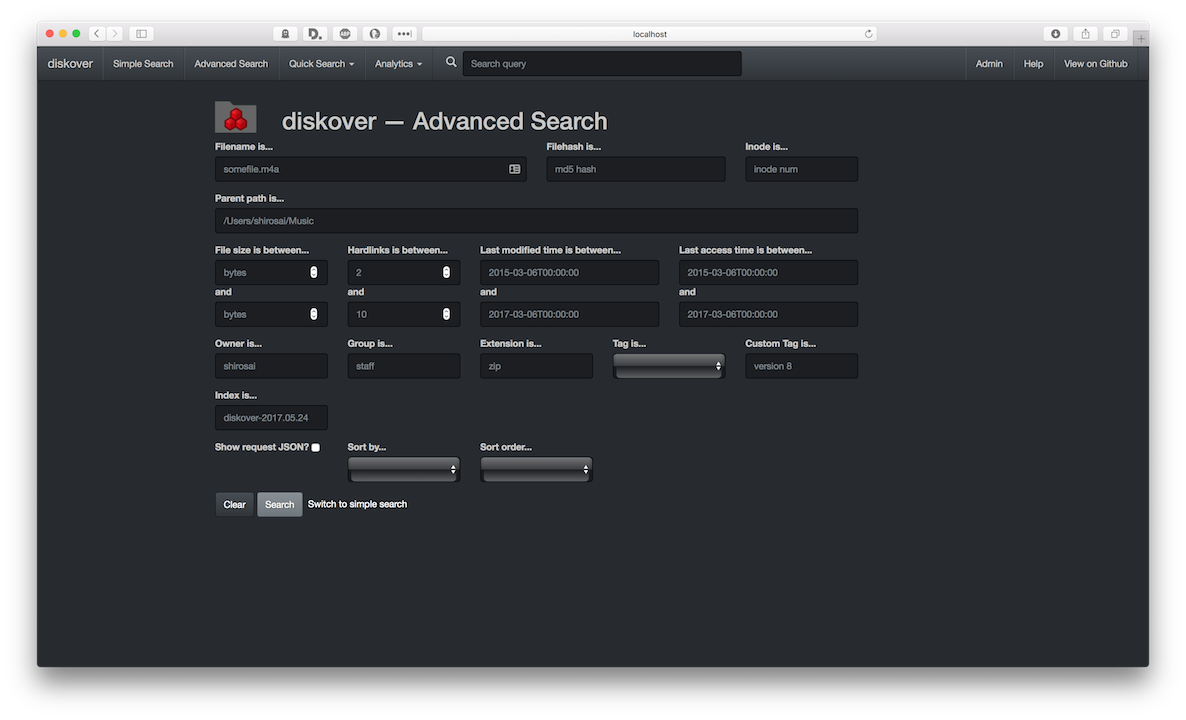 localhost
diskover Simple Search Advanced Search Quick Search Analytics Search query Admin Help View on Github
diskover — Advanced Search
Filename is... Filehash is... Inode is...
somefile.m4a md5 hash inode num
Parent path is...
/Users/shirosai/Music
File size is between... Hardlinks is between... Last modified time is between... Last access time is between...
bytes 2 2015-03-06T00:00:00 2015-03-06T00:00:00
and and and and
bytes 10 2017-03-06T00:00:00 2017-03-06T00:00:00
Owner is... Group is... Extension is... Tag is... Custom Tag is...
shirosai staff zip version 8
Index is...
diskover-2017.05.24
Show request JSON? Sort by... Sort order...
Clear Search Switch to simple search